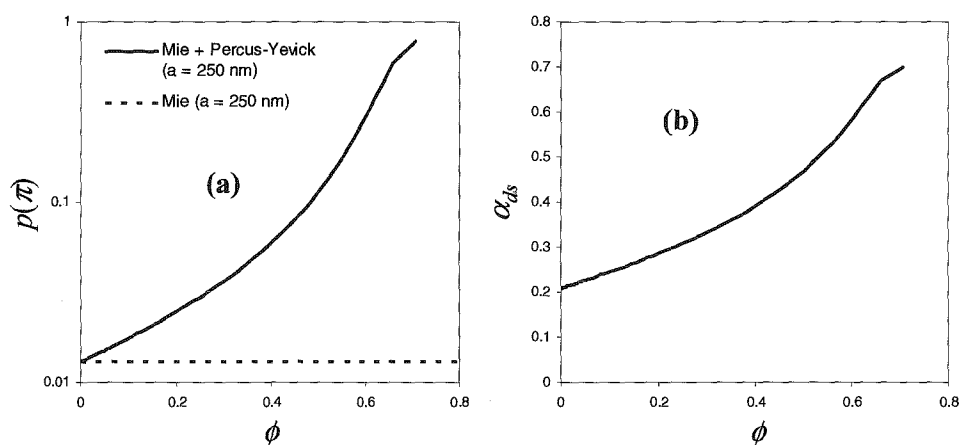 1
Mie + Percus-Yevick
(a = 250 nm)
Mie (a = 250 nm)
0.1
(a)
p(π)
0.01
0
0.2
0.4
0.6
0.8
ϕ
0.8
0.7
0.6
(b)
0.5
α_ds
0.4
0.3
0.2
0.1
0
0
0.2
0.4
0.6
0.8
ϕ